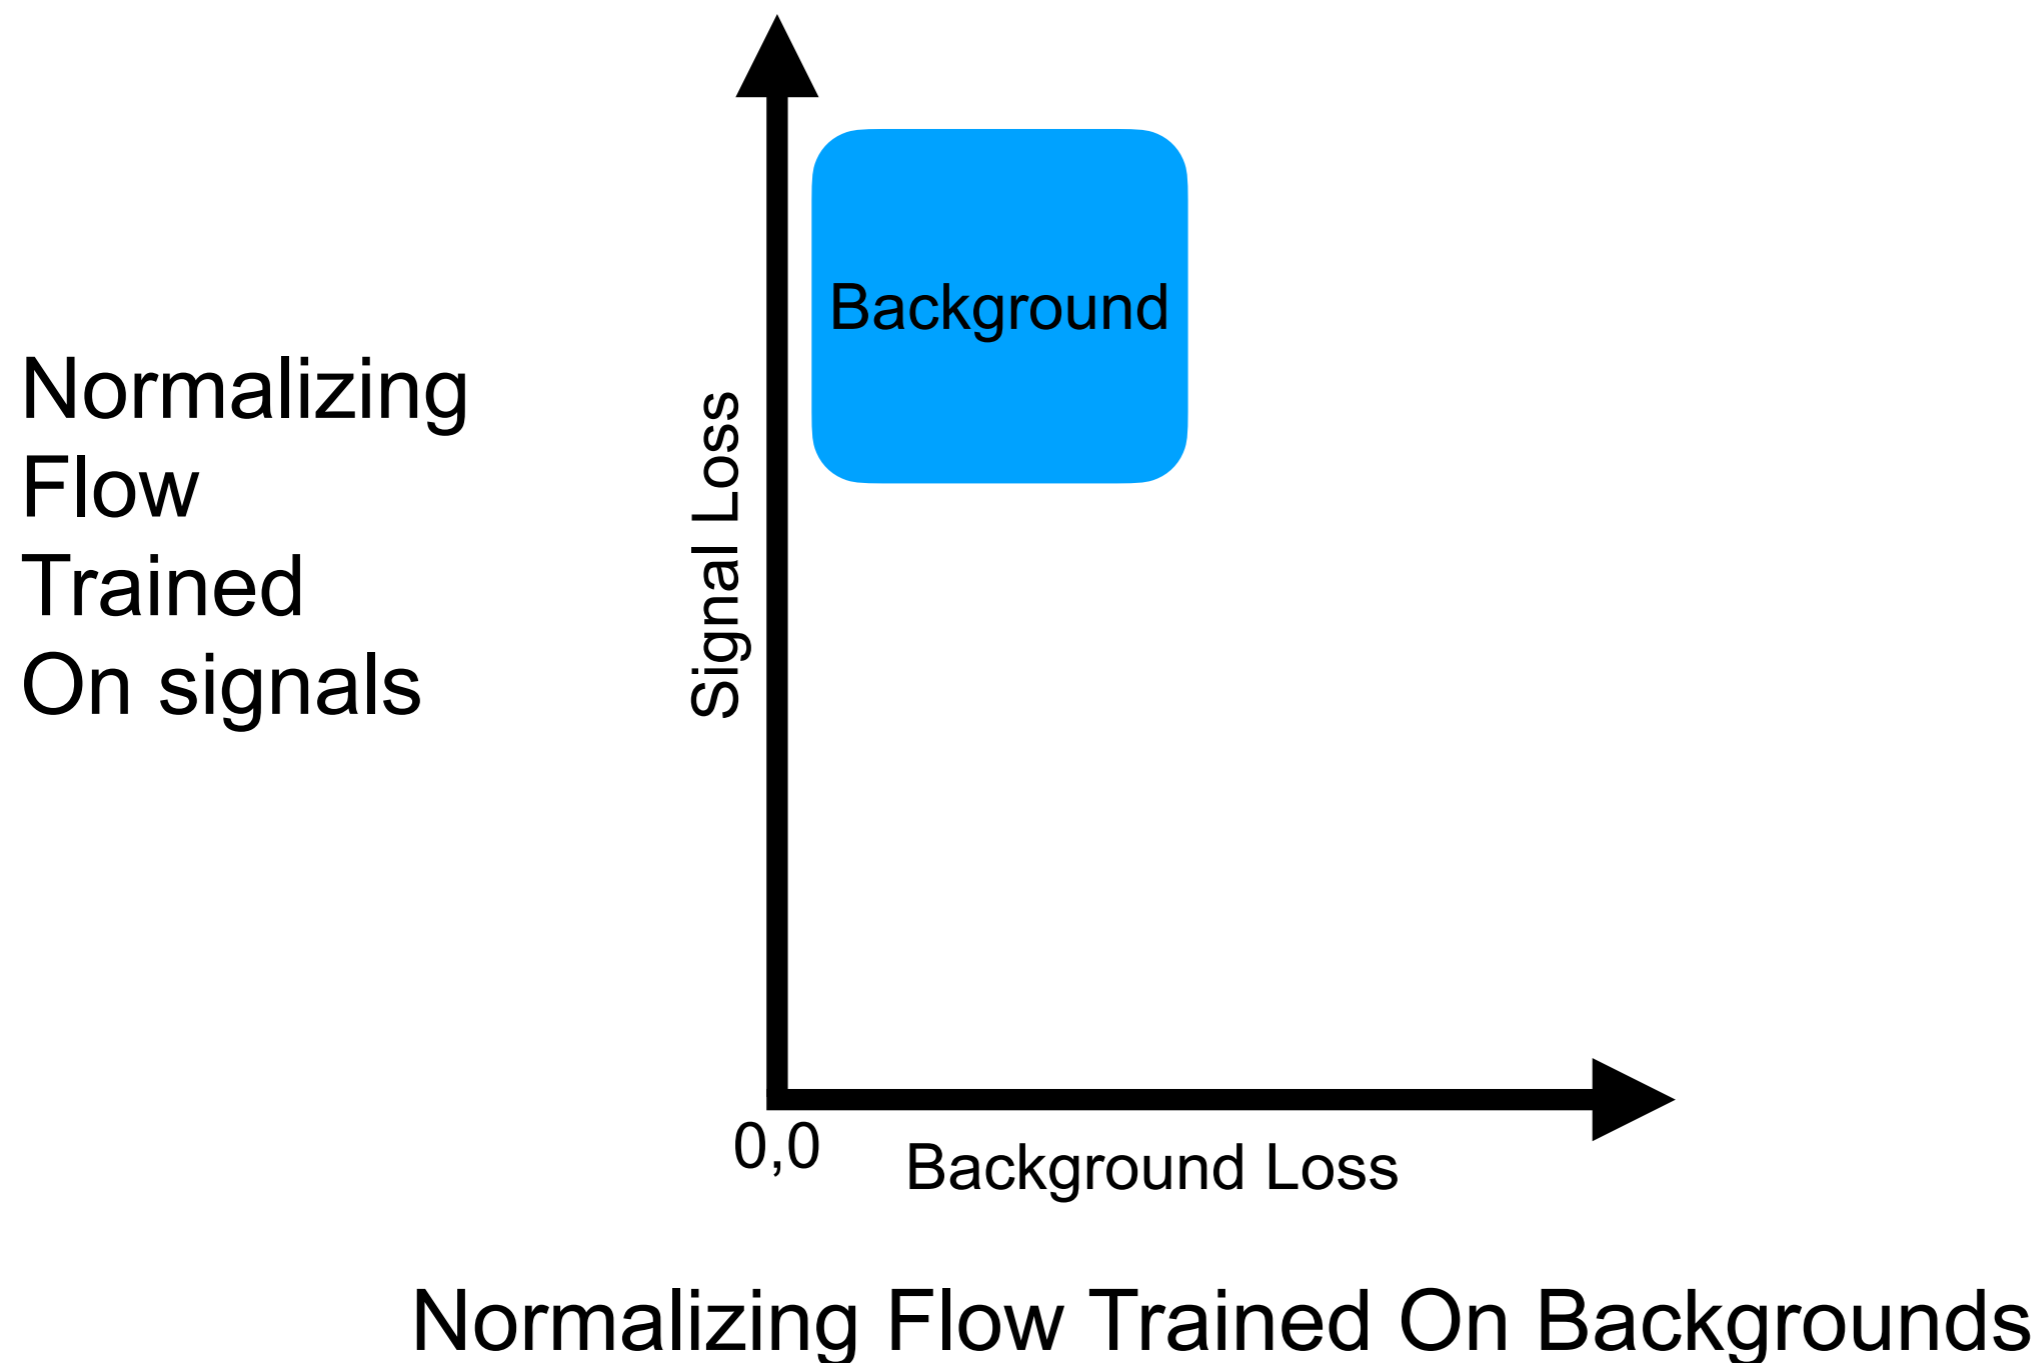 Background
Normalizing
Flow
Trained
On signals
Signal Loss
0,0
Background Loss
Normalizing Flow Trained On Backgrounds